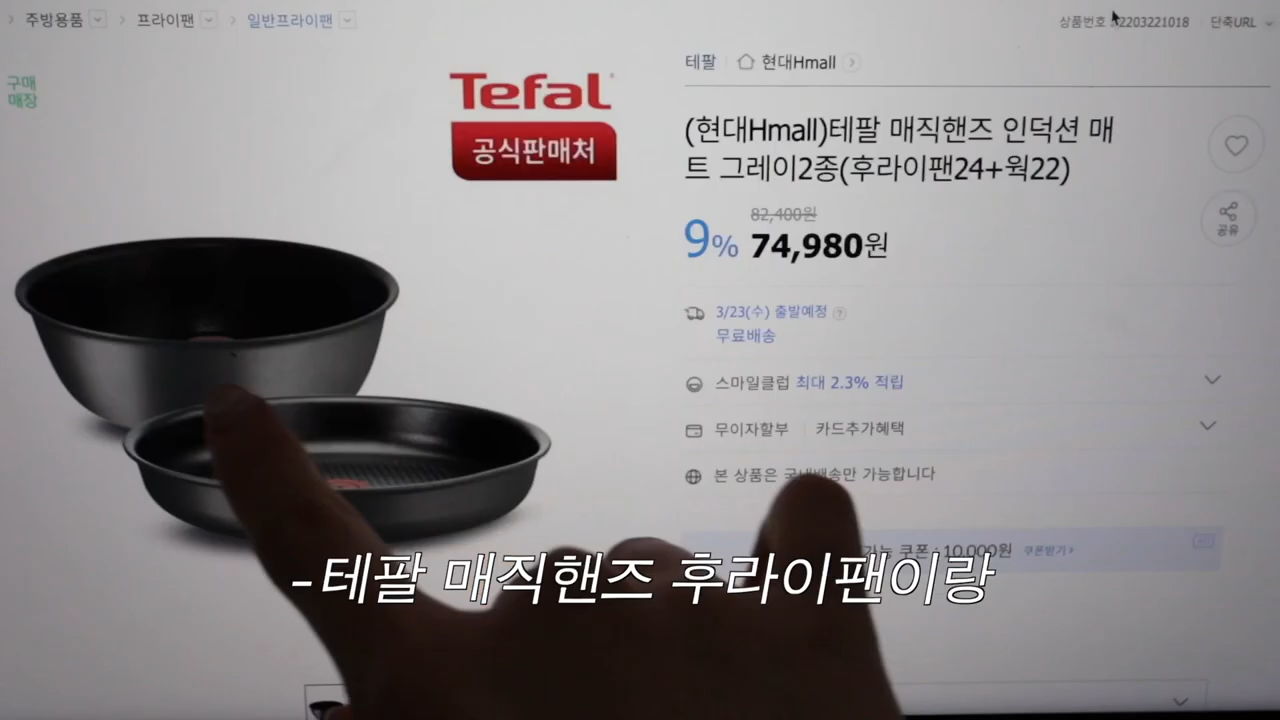 주방용품
프라이팬
일반프라이팬
상품번호 2203221018
단축URL
구매
매장
Tefal
공식판매처
테팔
현대Hmall
(현대Hmall)테팔 매직핸즈 인덕션 매
트 그레이2종(후라이팬24+웍22)
82,400원
9% 74,980원
공유
3/23(수) 출발예정 ?
무료배송
스마일클럽 최대 2.3% 적립
무이자할부 카드추가혜택
본 상품은 국내배송만 가능합니다
쿠폰 : 10,000원 쿠폰받기
-테팔 매직핸즈 후라이팬이랑